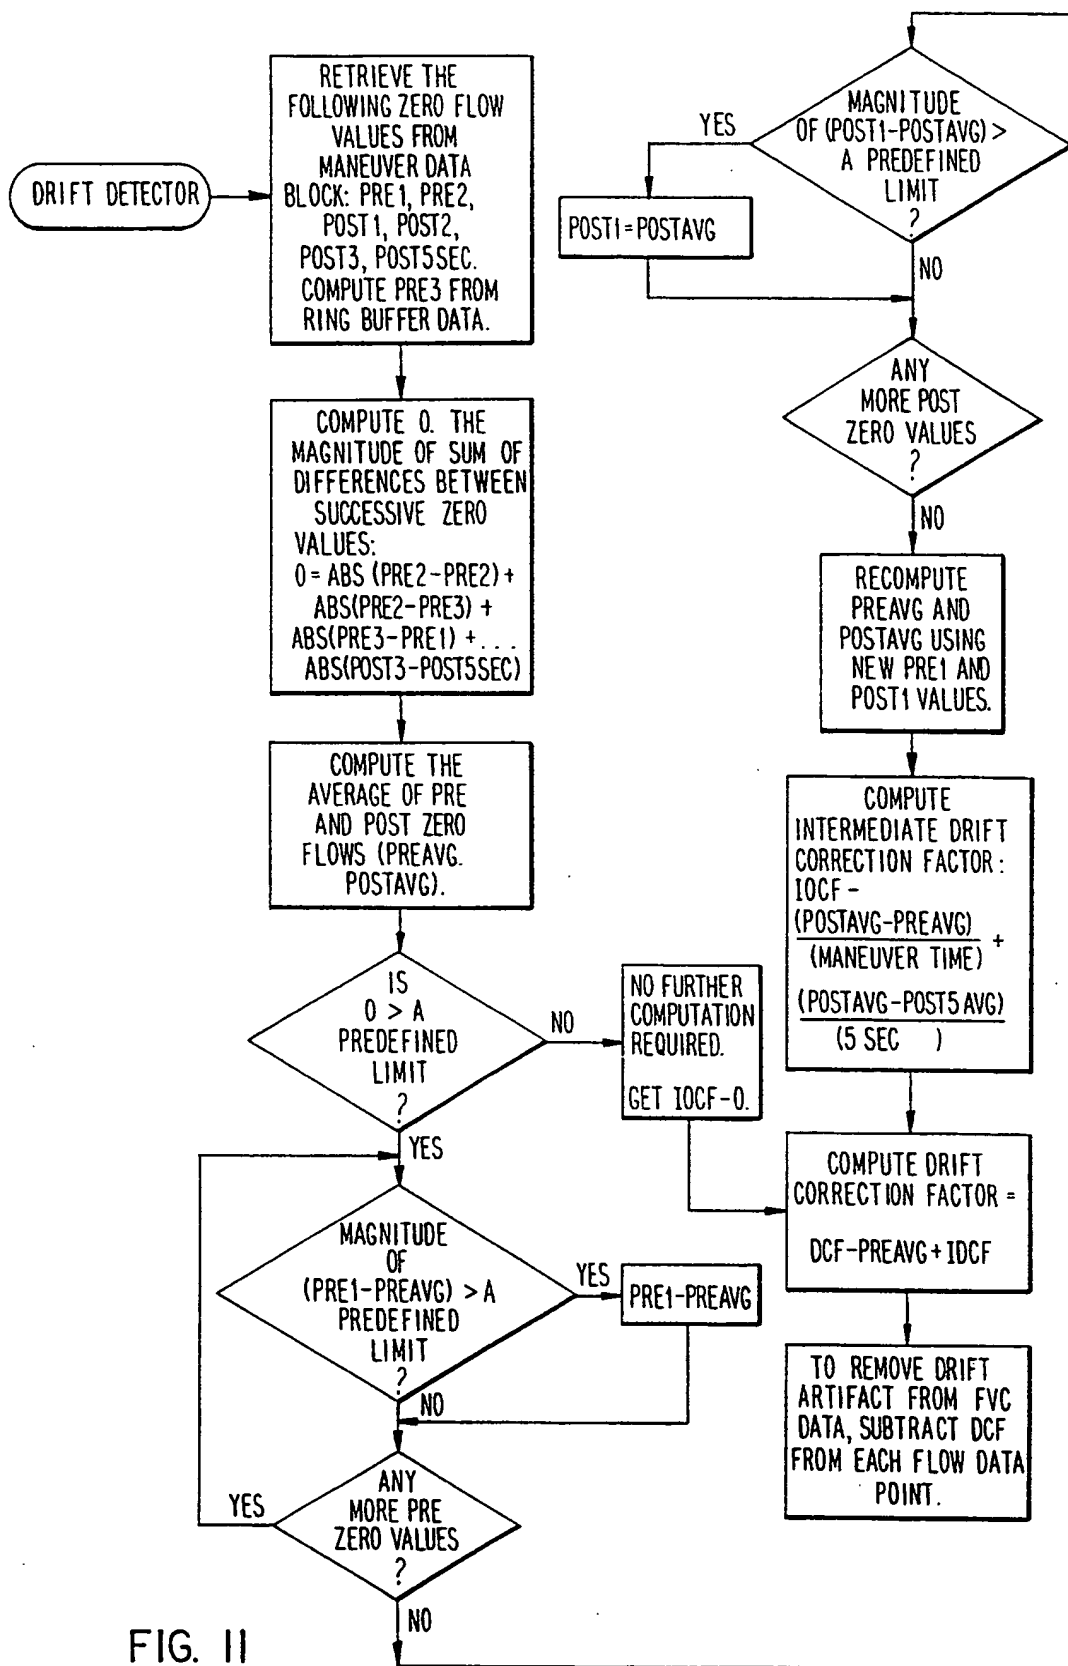 DRIFT DETECTOR
RETRIEVE THE
FOLLOWING ZERO FLOW
VALUES FROM
MANEUVER DATA
BLOCK: PRE1, PRE2,
POST1, POST2,
POST3, POST5SEC.
COMPUTE PRE3 FROM
RING BUFFER DATA.
COMPUTE 0. THE
MAGNITUDE OF SUM OF
DIFFERENCES BETWEEN
SUCCESSIVE ZERO
VALUES:
0=ABS (PRE2-PRE2)+
ABS(PRE2-PRE3)+
ABS(PRE3-PRE1)+...
ABS(POST3-POST5SEC)
COMPUTE THE
AVERAGE OF PRE
AND POST ZERO
FLOWS (PREAVG.
POSTAVG).
IS
0 > A
PREDEFINED
LIMIT
?
NO
NO FURTHER
COMPUTATION
REQUIRED.
GET IOCF-0.
YES
MAGNITUDE
OF
(PRE1-PREAVG) > A
PREDEFINED
LIMIT
?
YES
PRE1-PREAVG
NO
ANY
MORE PRE
ZERO VALUES
?
YES
NO
MAGNITUDE
OF (POST1-POSTAVG) >
A PREDEFINED
LIMIT
?
YES
POST1=POSTAVG
NO
ANY
MORE POST
ZERO VALUES
?
NO
RECOMPUTE
PREAVG AND
POSTAVG USING
NEW PRE1 AND
POST1 VALUES.
COMPUTE
INTERMEDIATE DRIFT
CORRECTION FACTOR:
IOCF-
(POSTAVG-PREAVG) +
(MANEUVER TIME)
(POSTAVG-POST5AVG)
(5 SEC )
COMPUTE DRIFT
CORRECTION FACTOR =
DCF-PREAVG+IDCF
TO REMOVE DRIFT
ARTIFACT FROM FVC
DATA, SUBTRACT DCF
FROM EACH FLOW DATA
POINT.
FIG. 11